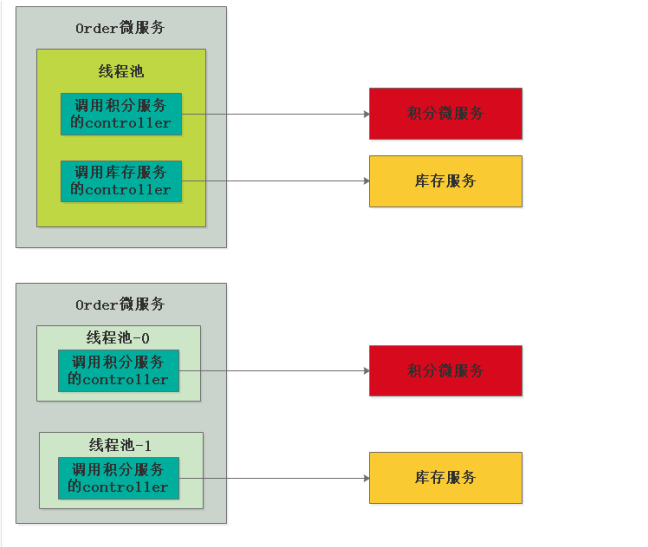 Order微服务
线程池
调用积分服务
的controller
积分微服务
调用库存服务
的controller
库存服务
Order微服务
线程池-0
调用积分服务
的controller
积分微服务
线程池-1
调用积分服务
的controller
库存服务